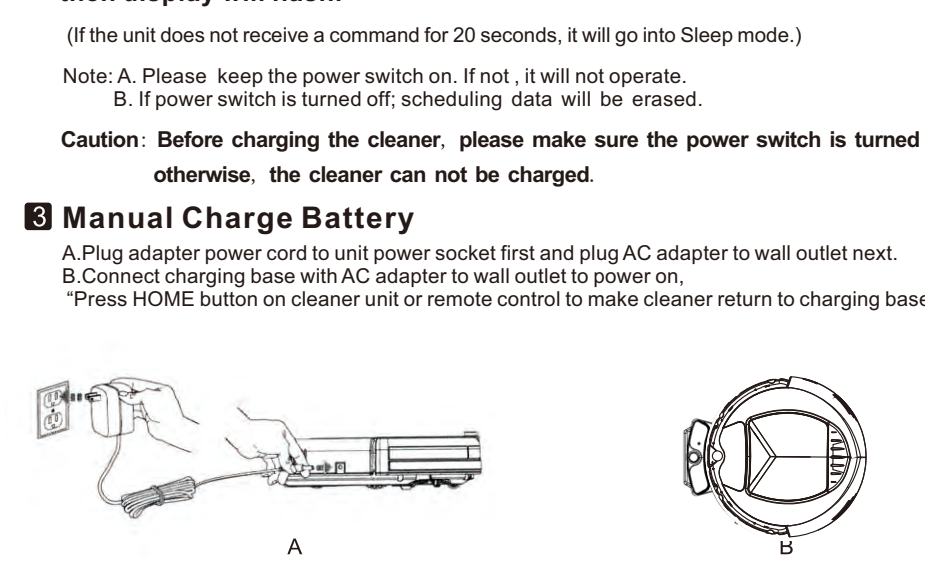 (If the unit does not receive a command for 20 seconds, it will go into Sleep mode.)
Note: A. Please keep the power switch on. If not , it will not operate.
B. If power switch is turned off; scheduling data will be erased.
Caution: Before charging the cleaner, please make sure the power switch is turned
otherwise, the cleaner can not be charged.
3 Manual Charge Battery
A.Plug adapter power cord to unit power socket first and plug AC adapter to wall outlet next.
B.Connect charging base with AC adapter to wall outlet to power on,
“Press HOME button on cleaner unit or remote control to make cleaner return to charging base
A
B